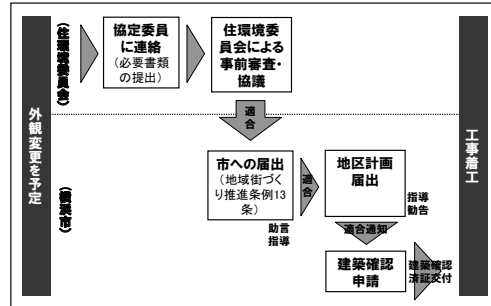 外観変更を予定
(住環境委員会)
(横浜市)
協定委員
に連絡
(必要書類
の提出)
住環境委
員会による
事前審査・
協議
適合
市への届出
(地域街づく
り推進条例13
条)
助言
指導
適合
地区計画
届出
指導
勧告
適合通知
建築確認
申請
建築確認
済証交付
工事着工